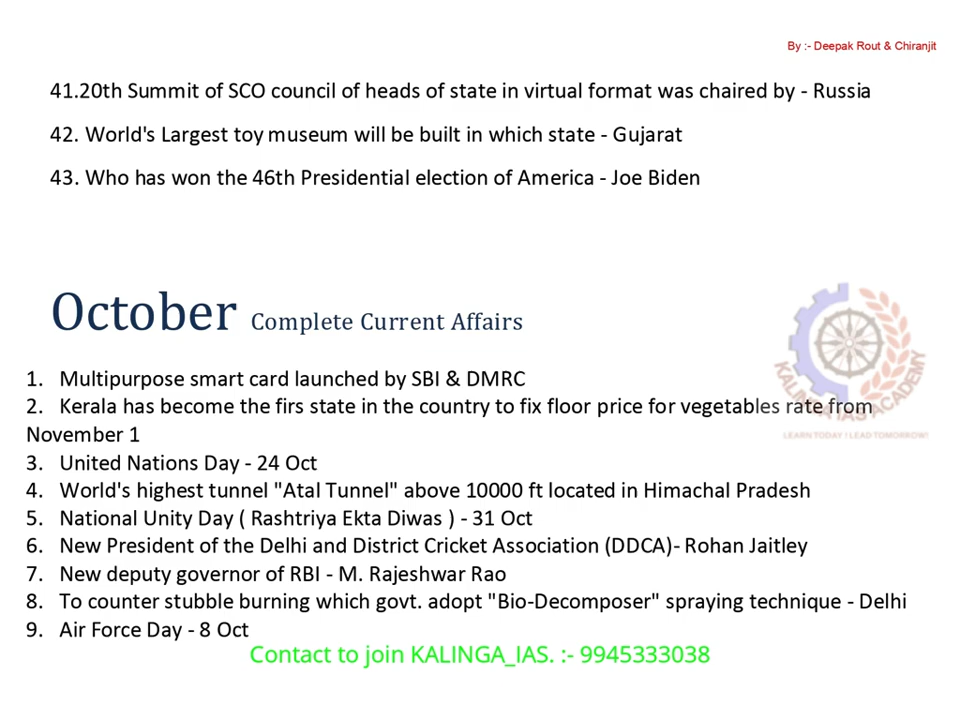 By :- Deepak Rout & Chiranjit
41.20th Summit of SCO council of heads of state in virtual format was chaired by - Russia
42. World's Largest toy museum will be built in which state - Gujarat
43. Who has won the 46th Presidential election of America - Joe Biden
October Complete Current Affairs
KALINGA IAS ACADEMY
LEARN TODAY ! LEAD TOMORROW!
1. Multipurpose smart card launched by SBI & DMRC
2. Kerala has become the firs state in the country to fix floor price for vegetables rate from
November 1
3. United Nations Day - 24 Oct
4. World's highest tunnel "Atal Tunnel" above 10000 ft located in Himachal Pradesh
5. National Unity Day ( Rashtriya Ekta Diwas ) - 31 Oct
6. New President of the Delhi and District Cricket Association (DDCA)- Rohan Jaitley
7. New deputy governor of RBI - M. Rajeshwar Rao
8. To counter stubble burning which govt. adopt "Bio-Decomposer" spraying technique - Delhi
9. Air Force Day - 8 Oct
Contact to join KALINGA_IAS. :- 9945333038